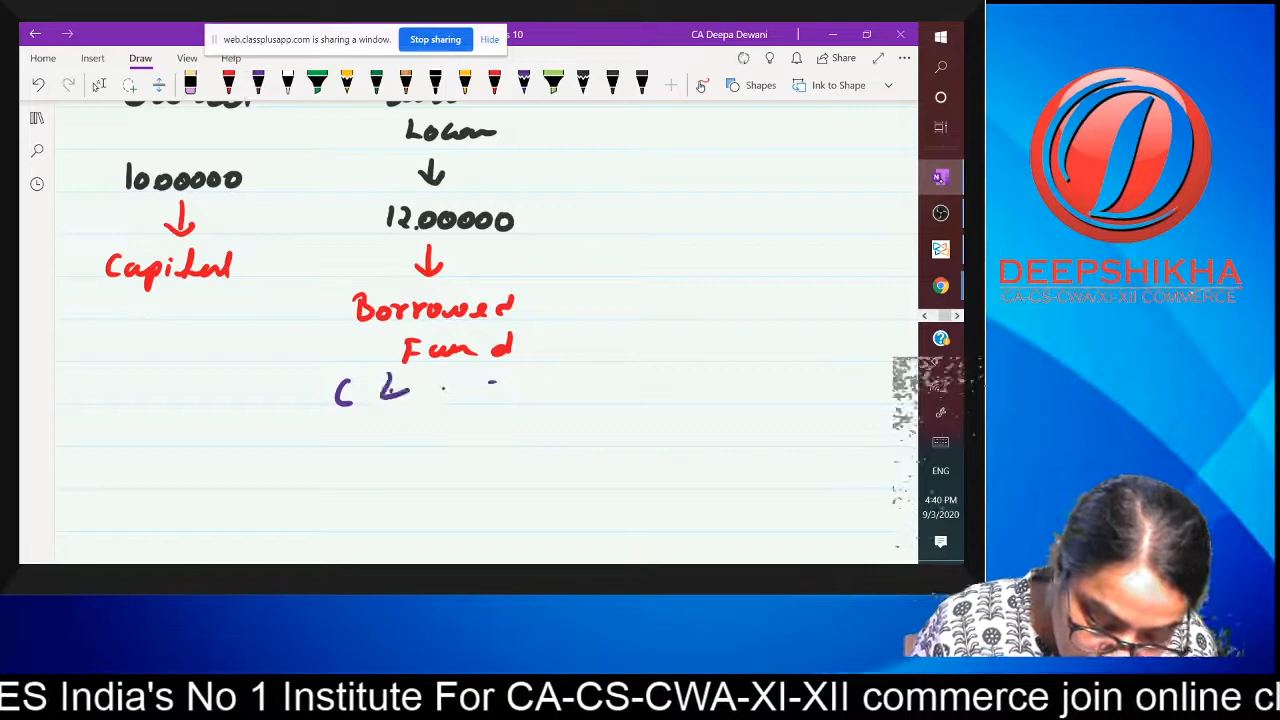 web.classplusapp.com is sharing a window.
Stop sharing
Hide
s 10
CA Deepa Dewani
Home
Insert
Draw
View
Help
Share
Shapes
Ink to Shape
Loan
↓
1000000
12.00000
↓
↓
Capital
Borrowed
Fund
C
ENG
4:40 PM
9/3/2020
DEEPSHIKHA
CA-CS-CWA/XI-XII COMMERCE
ES India's No 1 Institute For CA-CS-CWA-XI-XII commerce join online cl